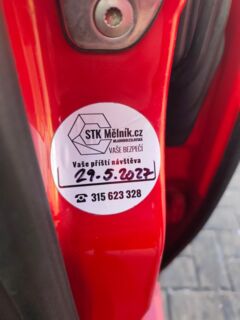 STK Mělník.cz
VAŠE BEZPEČÍ
Vaše příští návštěva
29.5.2027
☎ 315 623 328